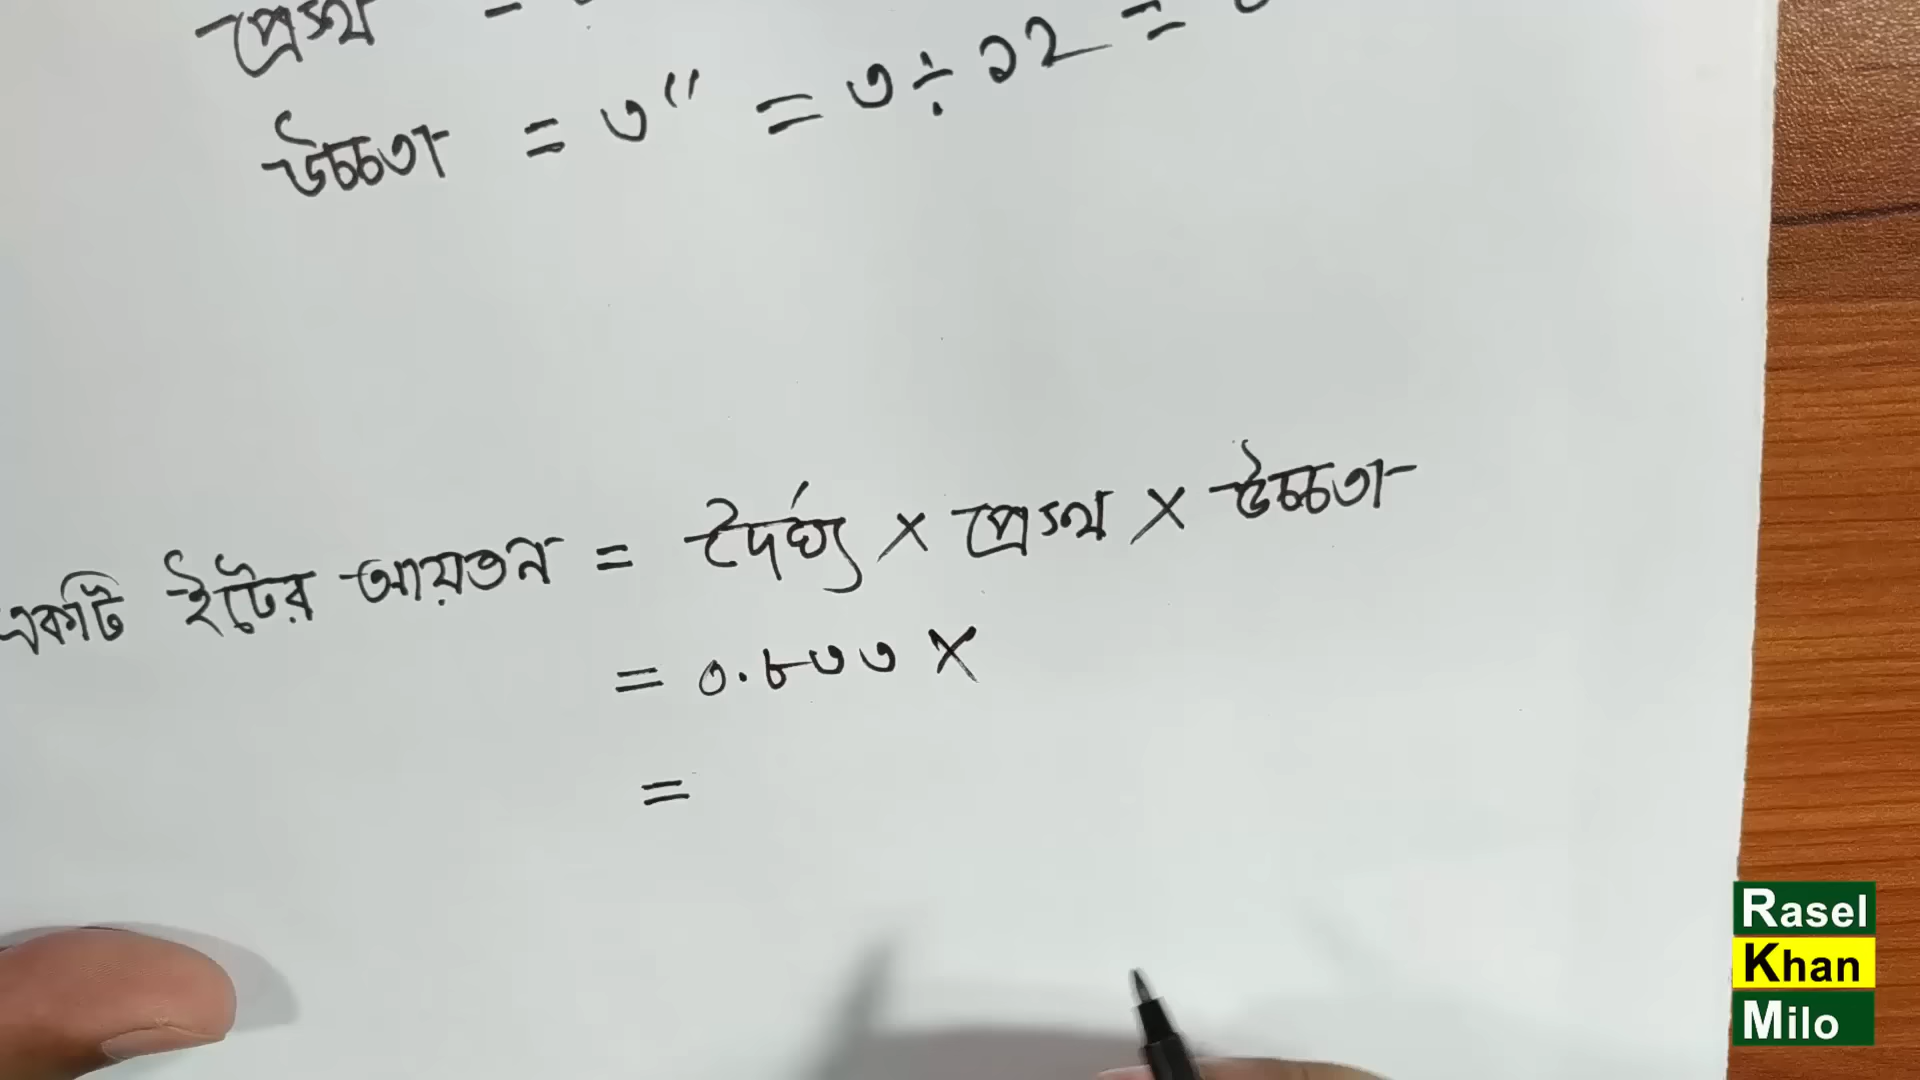 প্রস্থ
উচ্চতা = ৩" = ৩ ÷ ১২ =
একটি ইটের আয়তন = দৈর্ঘ্য × প্রস্থ × উচ্চতা
= ০.৮৩৩ ×
=
Rasel
Khan
Milo